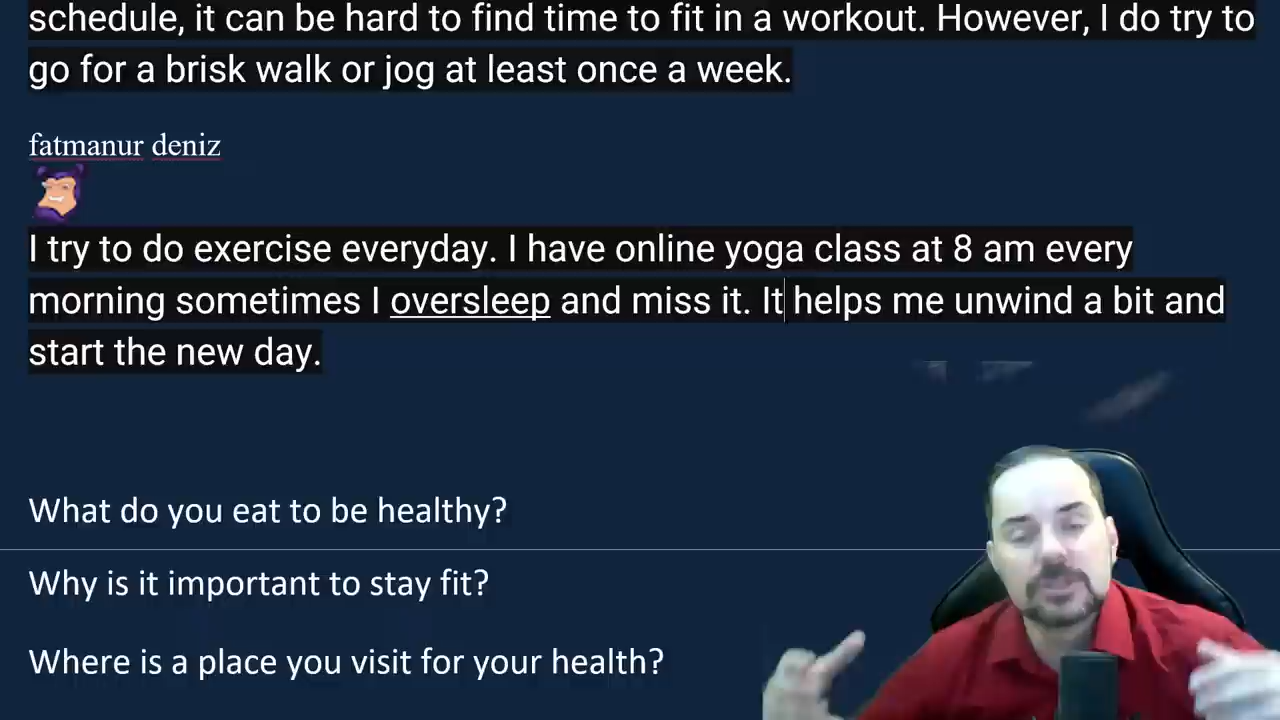 schedule, it can be hard to find time to fit in a workout. However, I do try to
go for a brisk walk or jog at least once a week.
fatmanur deniz
I try to do exercise everyday. I have online yoga class at 8 am every
morning sometimes I oversleep and miss it. It helps me unwind a bit and
start the new day.
What do you eat to be healthy?
Why is it important to stay fit?
Where is a place you visit for your health?